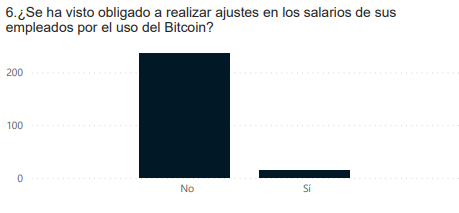 6.¿Se ha visto obligado a realizar ajustes en los salarios de sus
empleados por el uso del Bitcoin?
200
100
0
No Sí